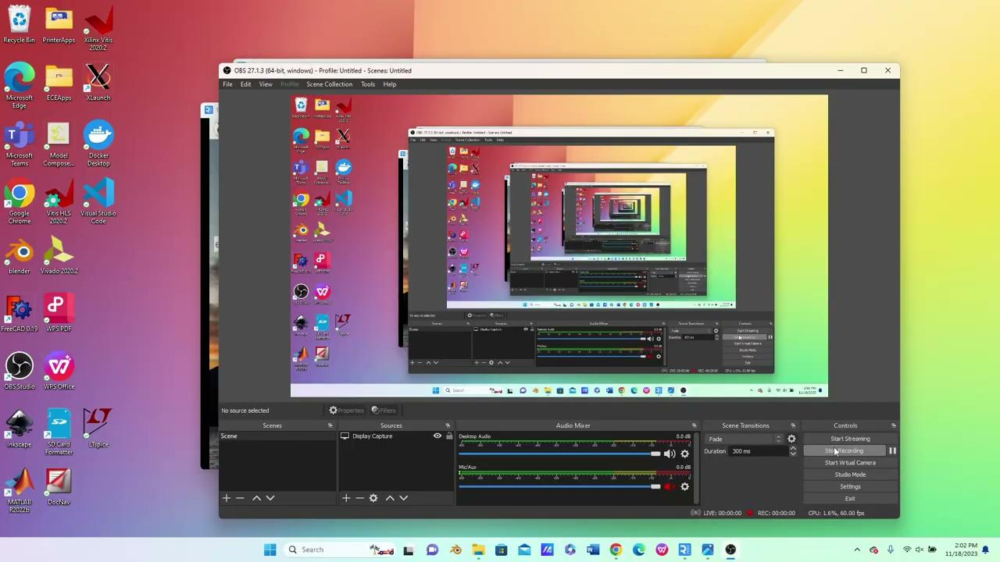 Recycle Bin
PrinterApps
Xilinx Vitis 2020.2
Microsoft Edge
ECEApps
XLaunch
Microsoft Teams
Model Compose...
Docker Desktop
Google Chrome
Vitis HLS 2020.2
Visual Studio Code
blender
Vivado 2020.2
FreeCAD 0.19
WPS PDF
OBS Studio
WPS Office
Inkscape
SD Card Formatter
LTspice
MATLAB R2022b
DocNav
OBS 27.1.3 (64-bit, windows) - Profile: Untitled - Scenes: Untitled
File Edit View Profile Scene Collection Tools Help
No source selected
Properties
Filters
Scenes
Sources
Audio Mixer
Scene Transitions
Controls
Scene
Display Capture
Desktop Audio
0.0 dB
Mic/Aux
0.0 dB
Fade
Duration
300 ms
Start Streaming
Stop Recording
Start Virtual Camera
Studio Mode
Settings
Exit
LIVE: 00:00:00
REC: 00:00:00
CPU: 1.6%, 60.00 fps
Search
2:02 PM
11/18/2023